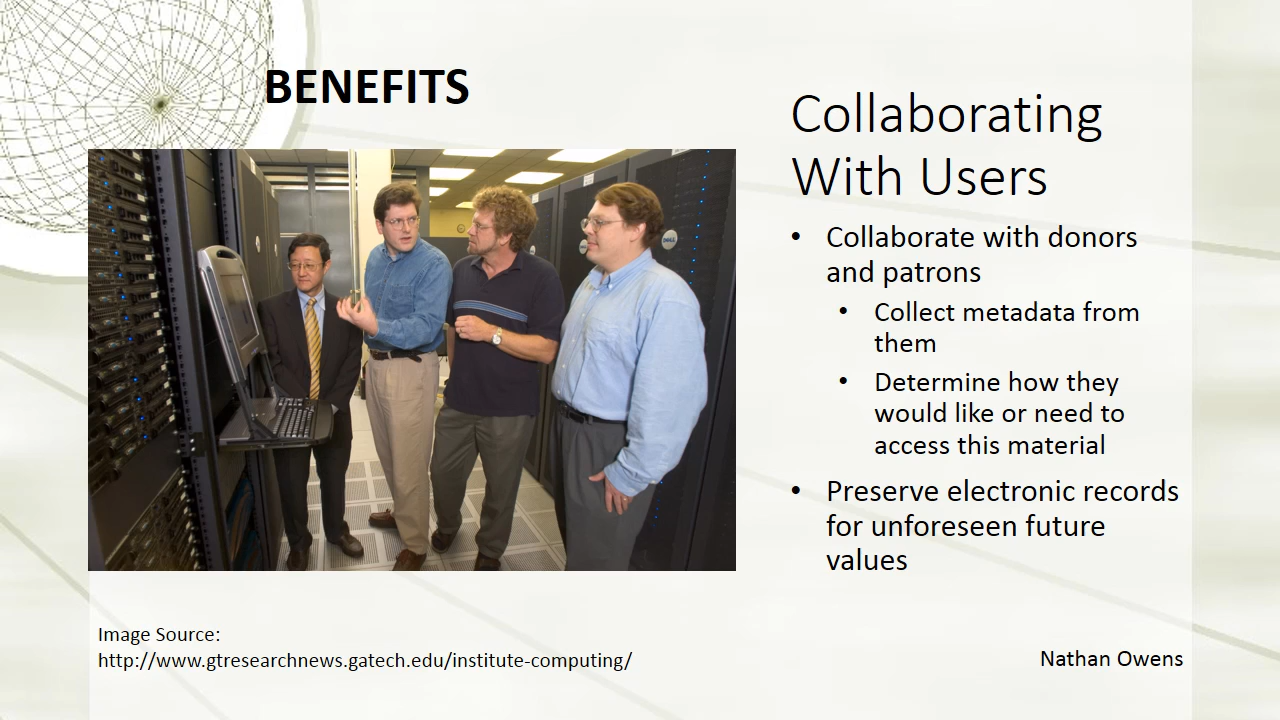 BENEFITS
Collaborating
With Users
• Collaborate with donors
and patrons
• Collect metadata from
them
• Determine how they
would like or need to
access this material
• Preserve electronic records
for unforeseen future
values
DELL
Image Source:
http://www.gtresearchnews.gatech.edu/institute-computing/
Nathan Owens